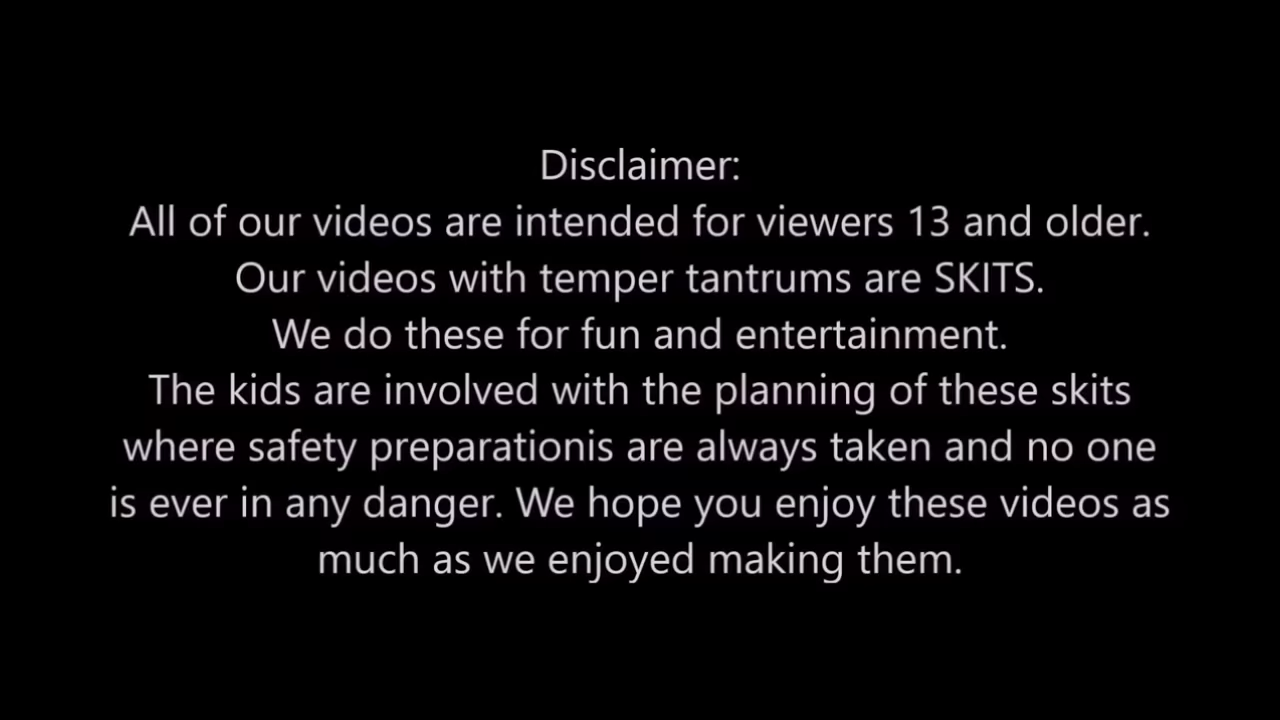 Disclaimer:
All of our videos are intended for viewers 13 and older.
Our videos with temper tantrums are SKITS.
We do these for fun and entertainment.
The kids are involved with the planning of these skits
where safety preparationis are always taken and no one
is ever in any danger. We hope you enjoy these videos as
much as we enjoyed making them.